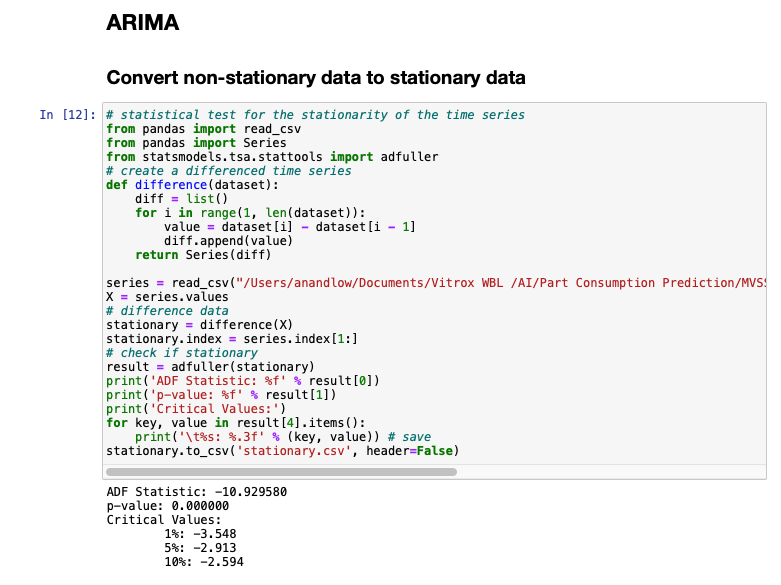 ARIMA
Convert non-stationary data to stationary data
In [12]: # statistical test for the stationarity of the time series
from pandas import read_csv
from pandas import Series
from statsmodels.tsa.stattools import adfuller
# create a differenced time series
def difference(dataset):
    diff = list()
    for i in range(1, len(dataset)):
        value = dataset[i] - dataset[i - 1]
        diff.append(value)
    return Series(diff)

series = read_csv("/Users/anandlow/Documents/Vitrox WBL /AI/Part Consumption Prediction/MVSS
X = series.values
# difference data
stationary = difference(X)
stationary.index = series.index[1:]
# check if stationary
result = adfuller(stationary)
print('ADF Statistic: %f' % result[0])
print('p-value: %f' % result[1])
print('Critical Values:')
for key, value in result[4].items():
    print('\t%s: %.3f' % (key, value)) # save
stationary.to_csv('stationary.csv', header=False)
ADF Statistic: -10.929580
p-value: 0.000000
Critical Values:
        1%: -3.548
        5%: -2.913
        10%: -2.594